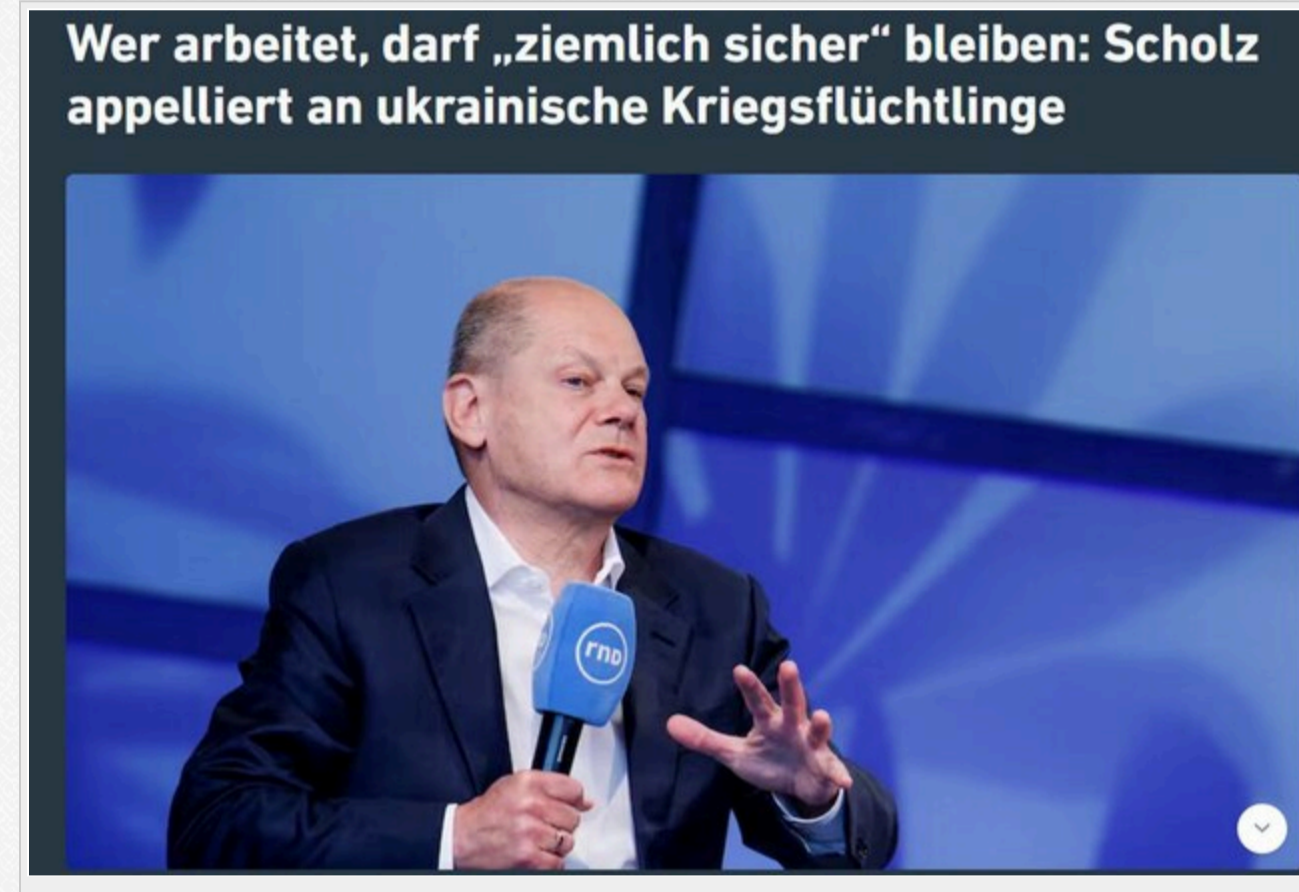 Wer arbeitet, darf „ziemlich sicher“ bleiben: Scholz
appelliert an ukrainische Kriegsflüchtlinge
rnD